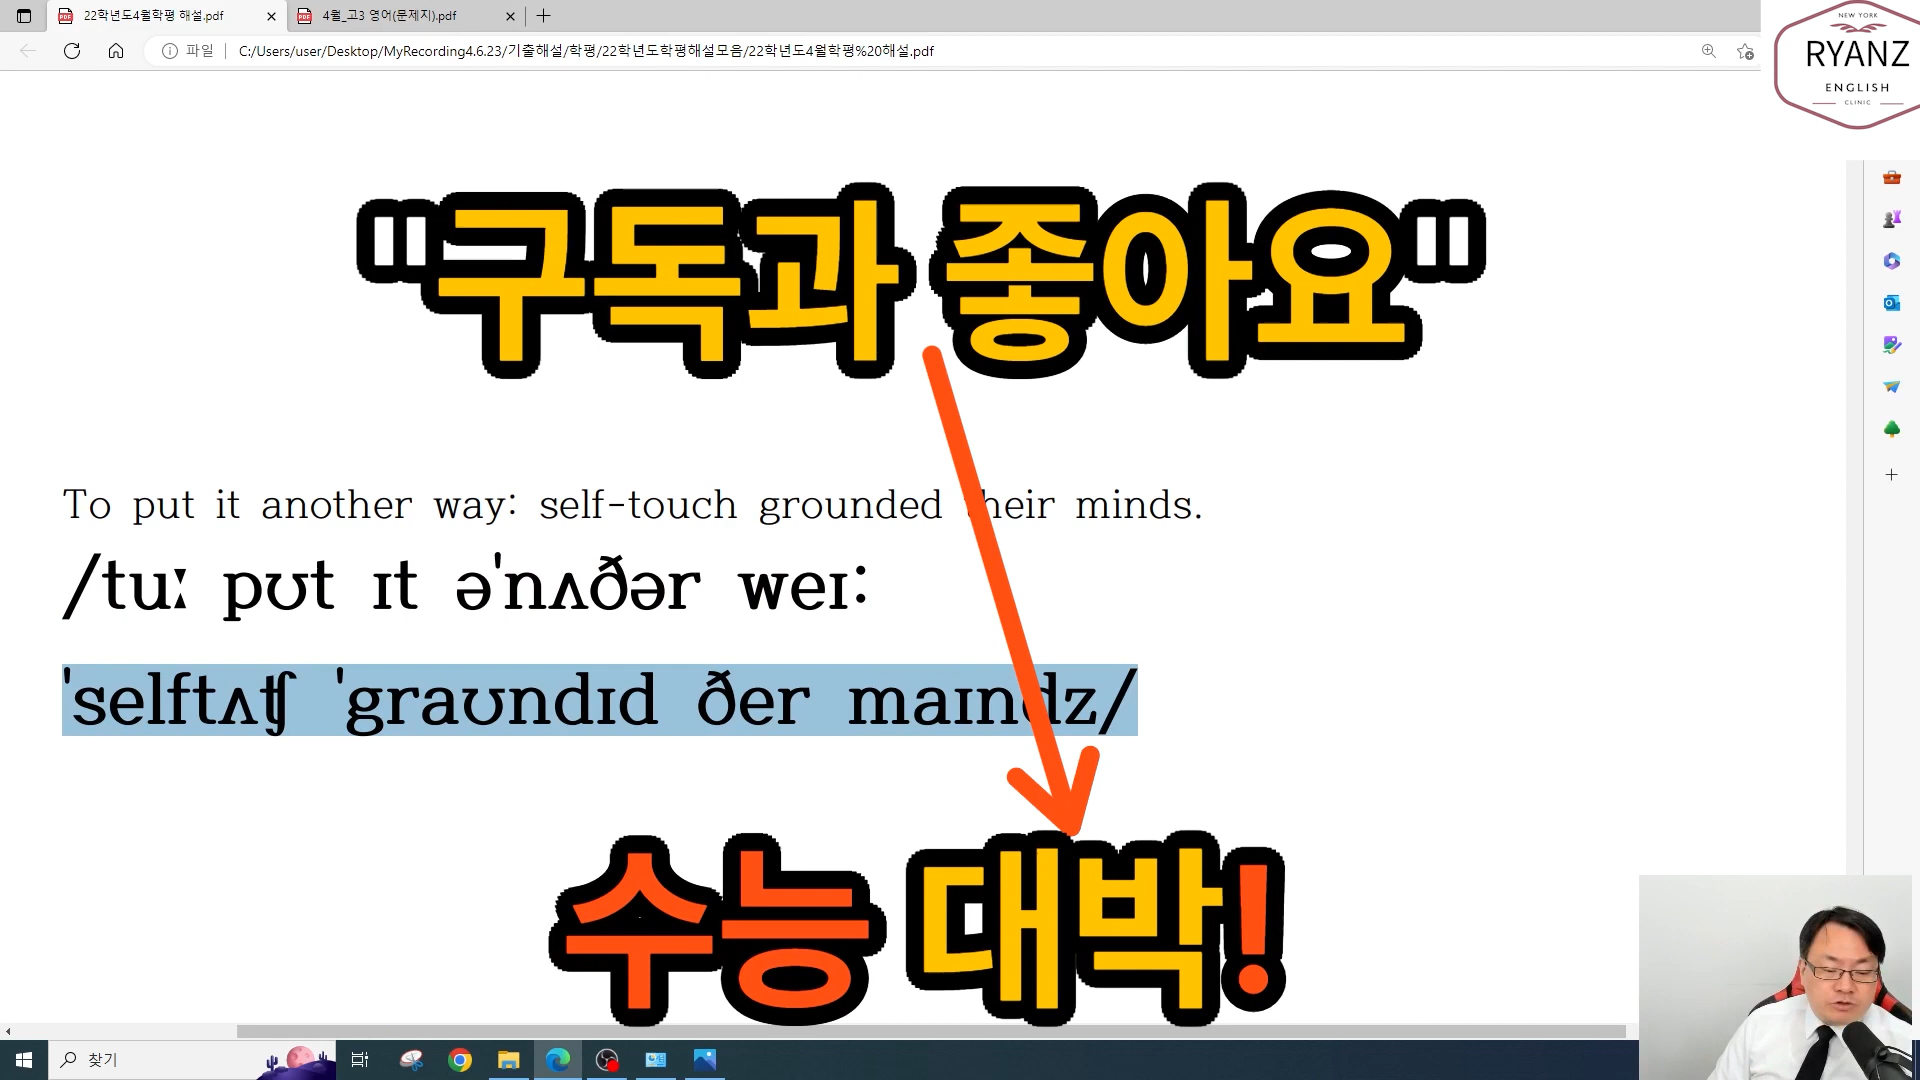 22학년도4월학평 해설.pdf
4월_고3 영어(문제지).pdf
파일
C:/Users/user/Desktop/MyRecording4.6.23/기출해설/학평/22학년도학평해설모음/22학년도4월학평%20해설.pdf
NEW YORK
RYANZ
ENGLISH
CLINIC
"구독과 좋아요"
To put it another way: self-touch grounded their minds.
/tuː pʊt ɪt əˈnʌðər weɪ:
ˈselftʌʧ ˈgraʊndɪd ðer maɪndz/
수능 대박!
찾기